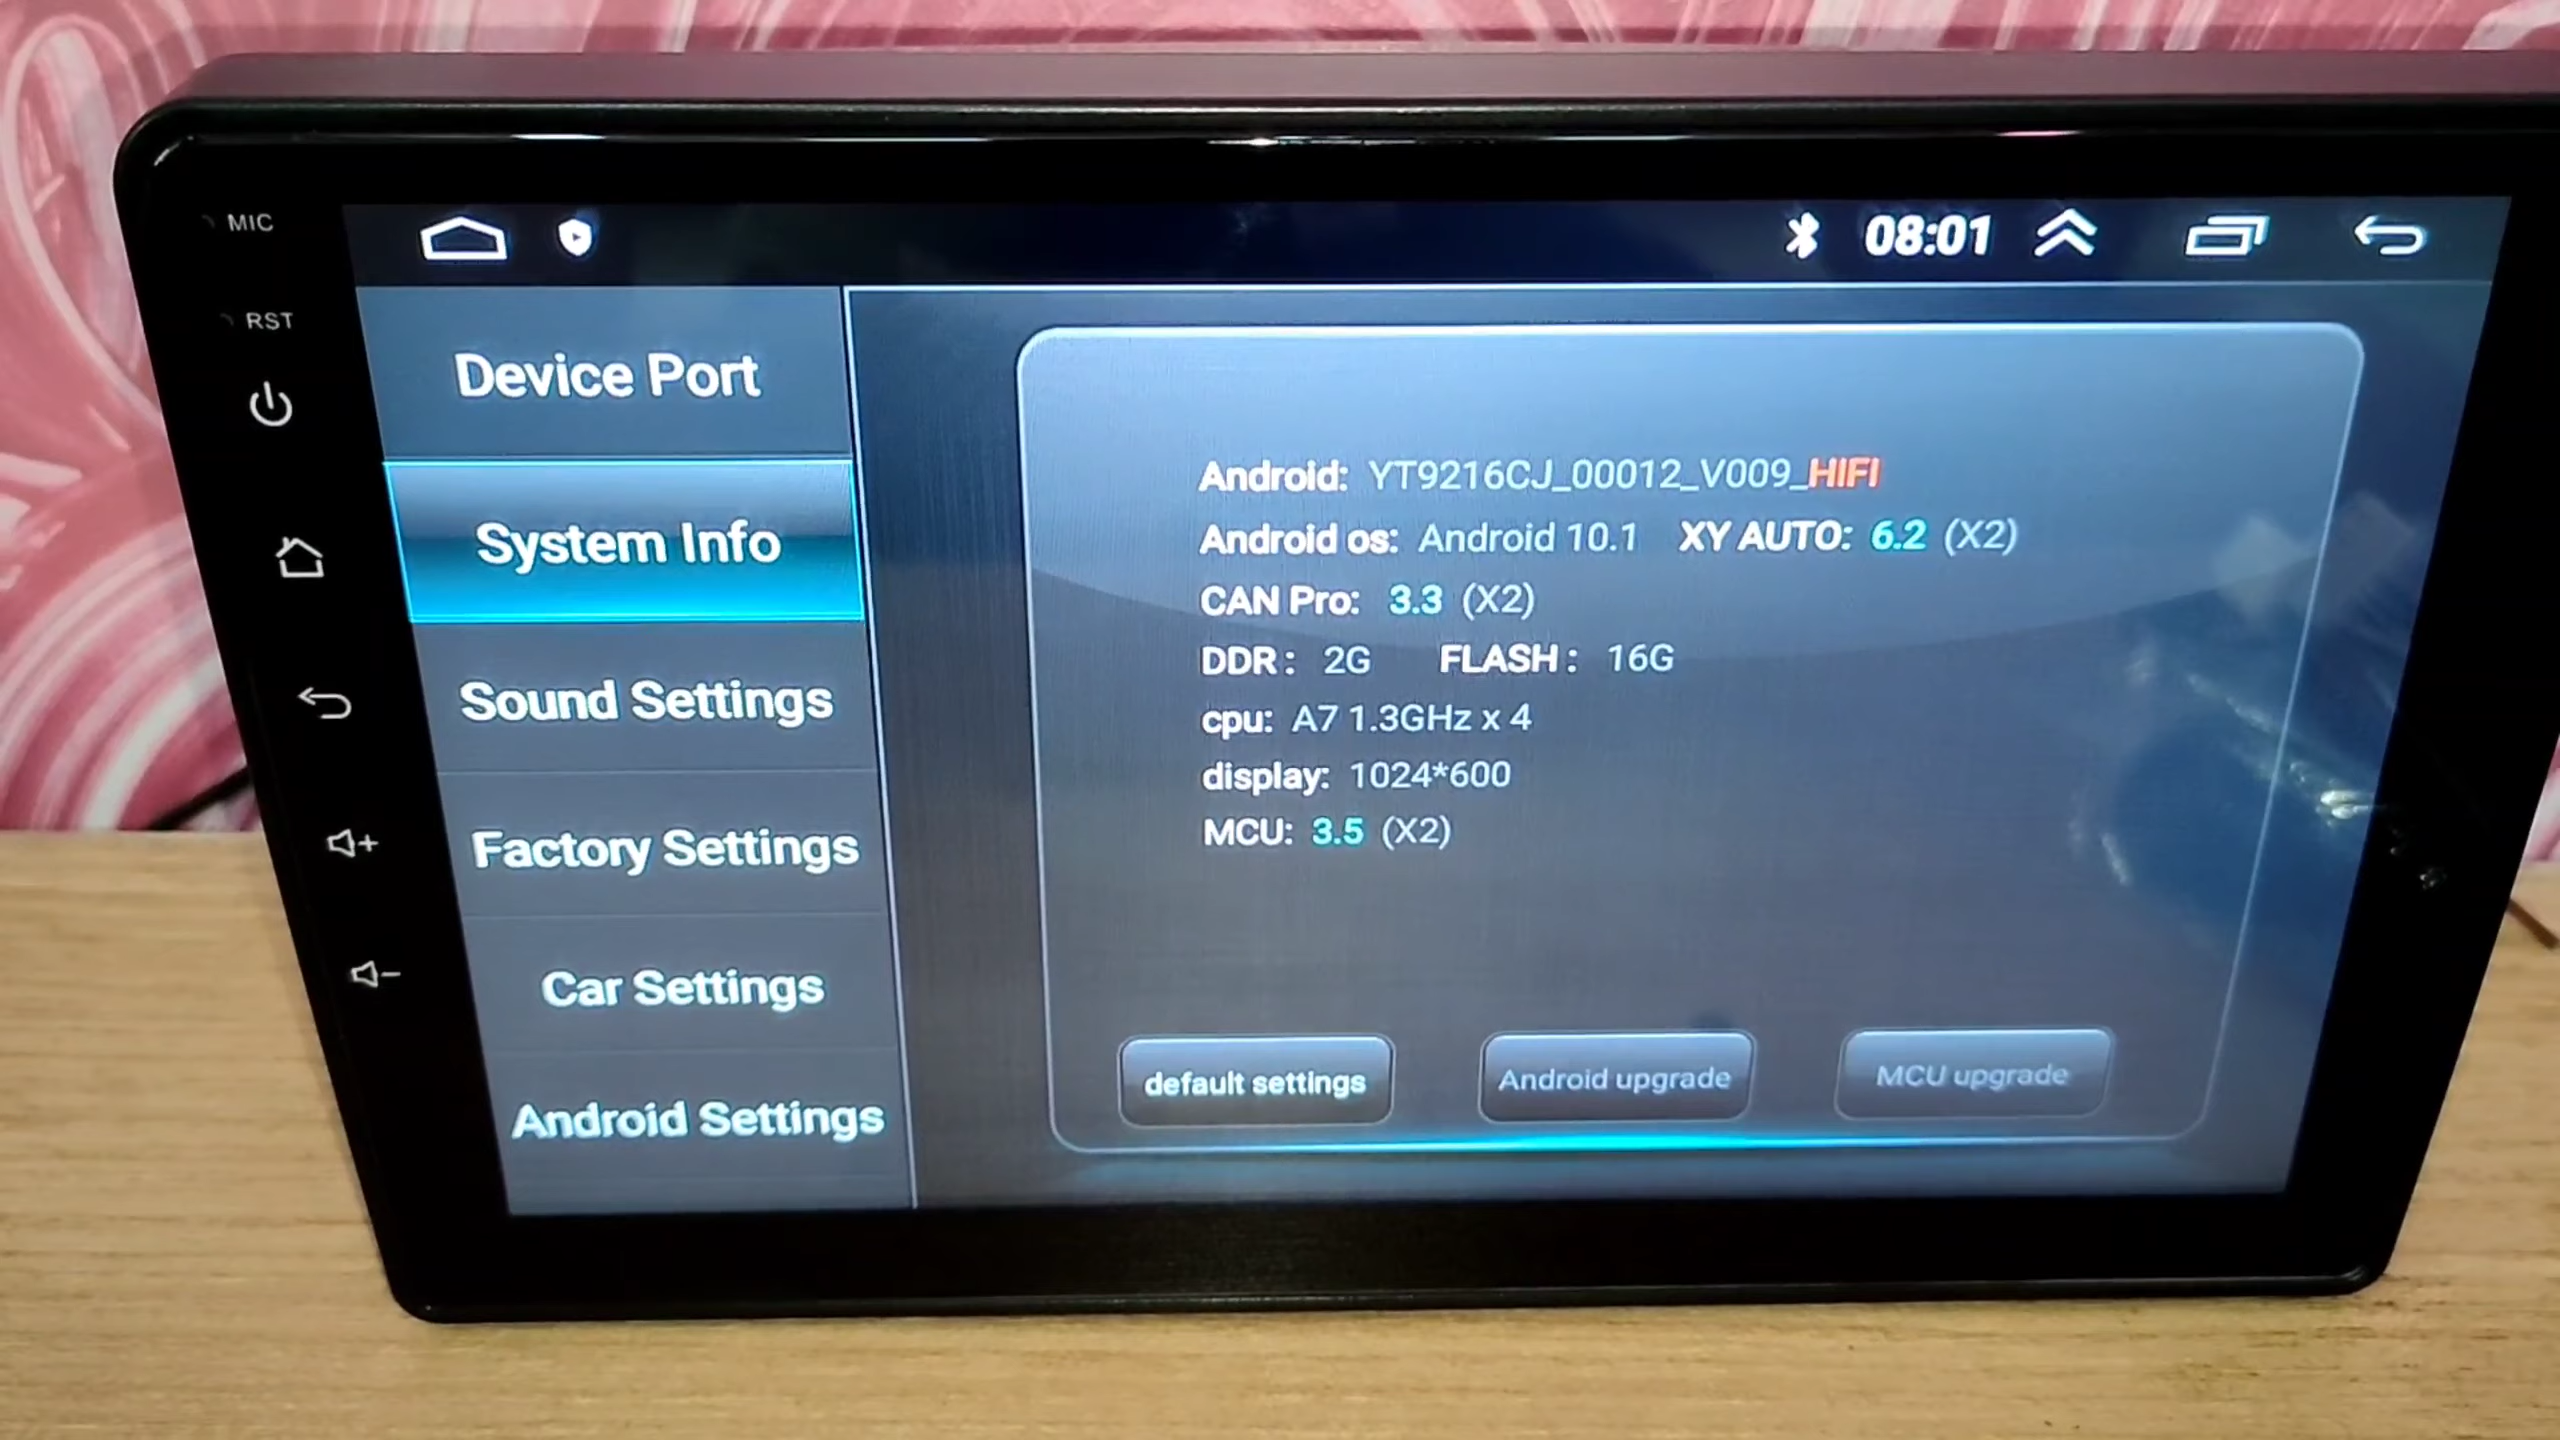 MIC
RST
08:01
Device Port
System Info
Sound Settings
Factory Settings
Car Settings
Android Settings
Android: YT9216CJ_00012_V009_HIFI
Android os: Android 10.1 XY AUTO: 6.2 (X2)
CAN Pro: 3.3 (X2)
DDR: 2G FLASH: 16G
cpu: A7 1.3GHz x 4
display: 1024*600
MCU: 3.5 (X2)
default settings Android upgrade MCU upgrade